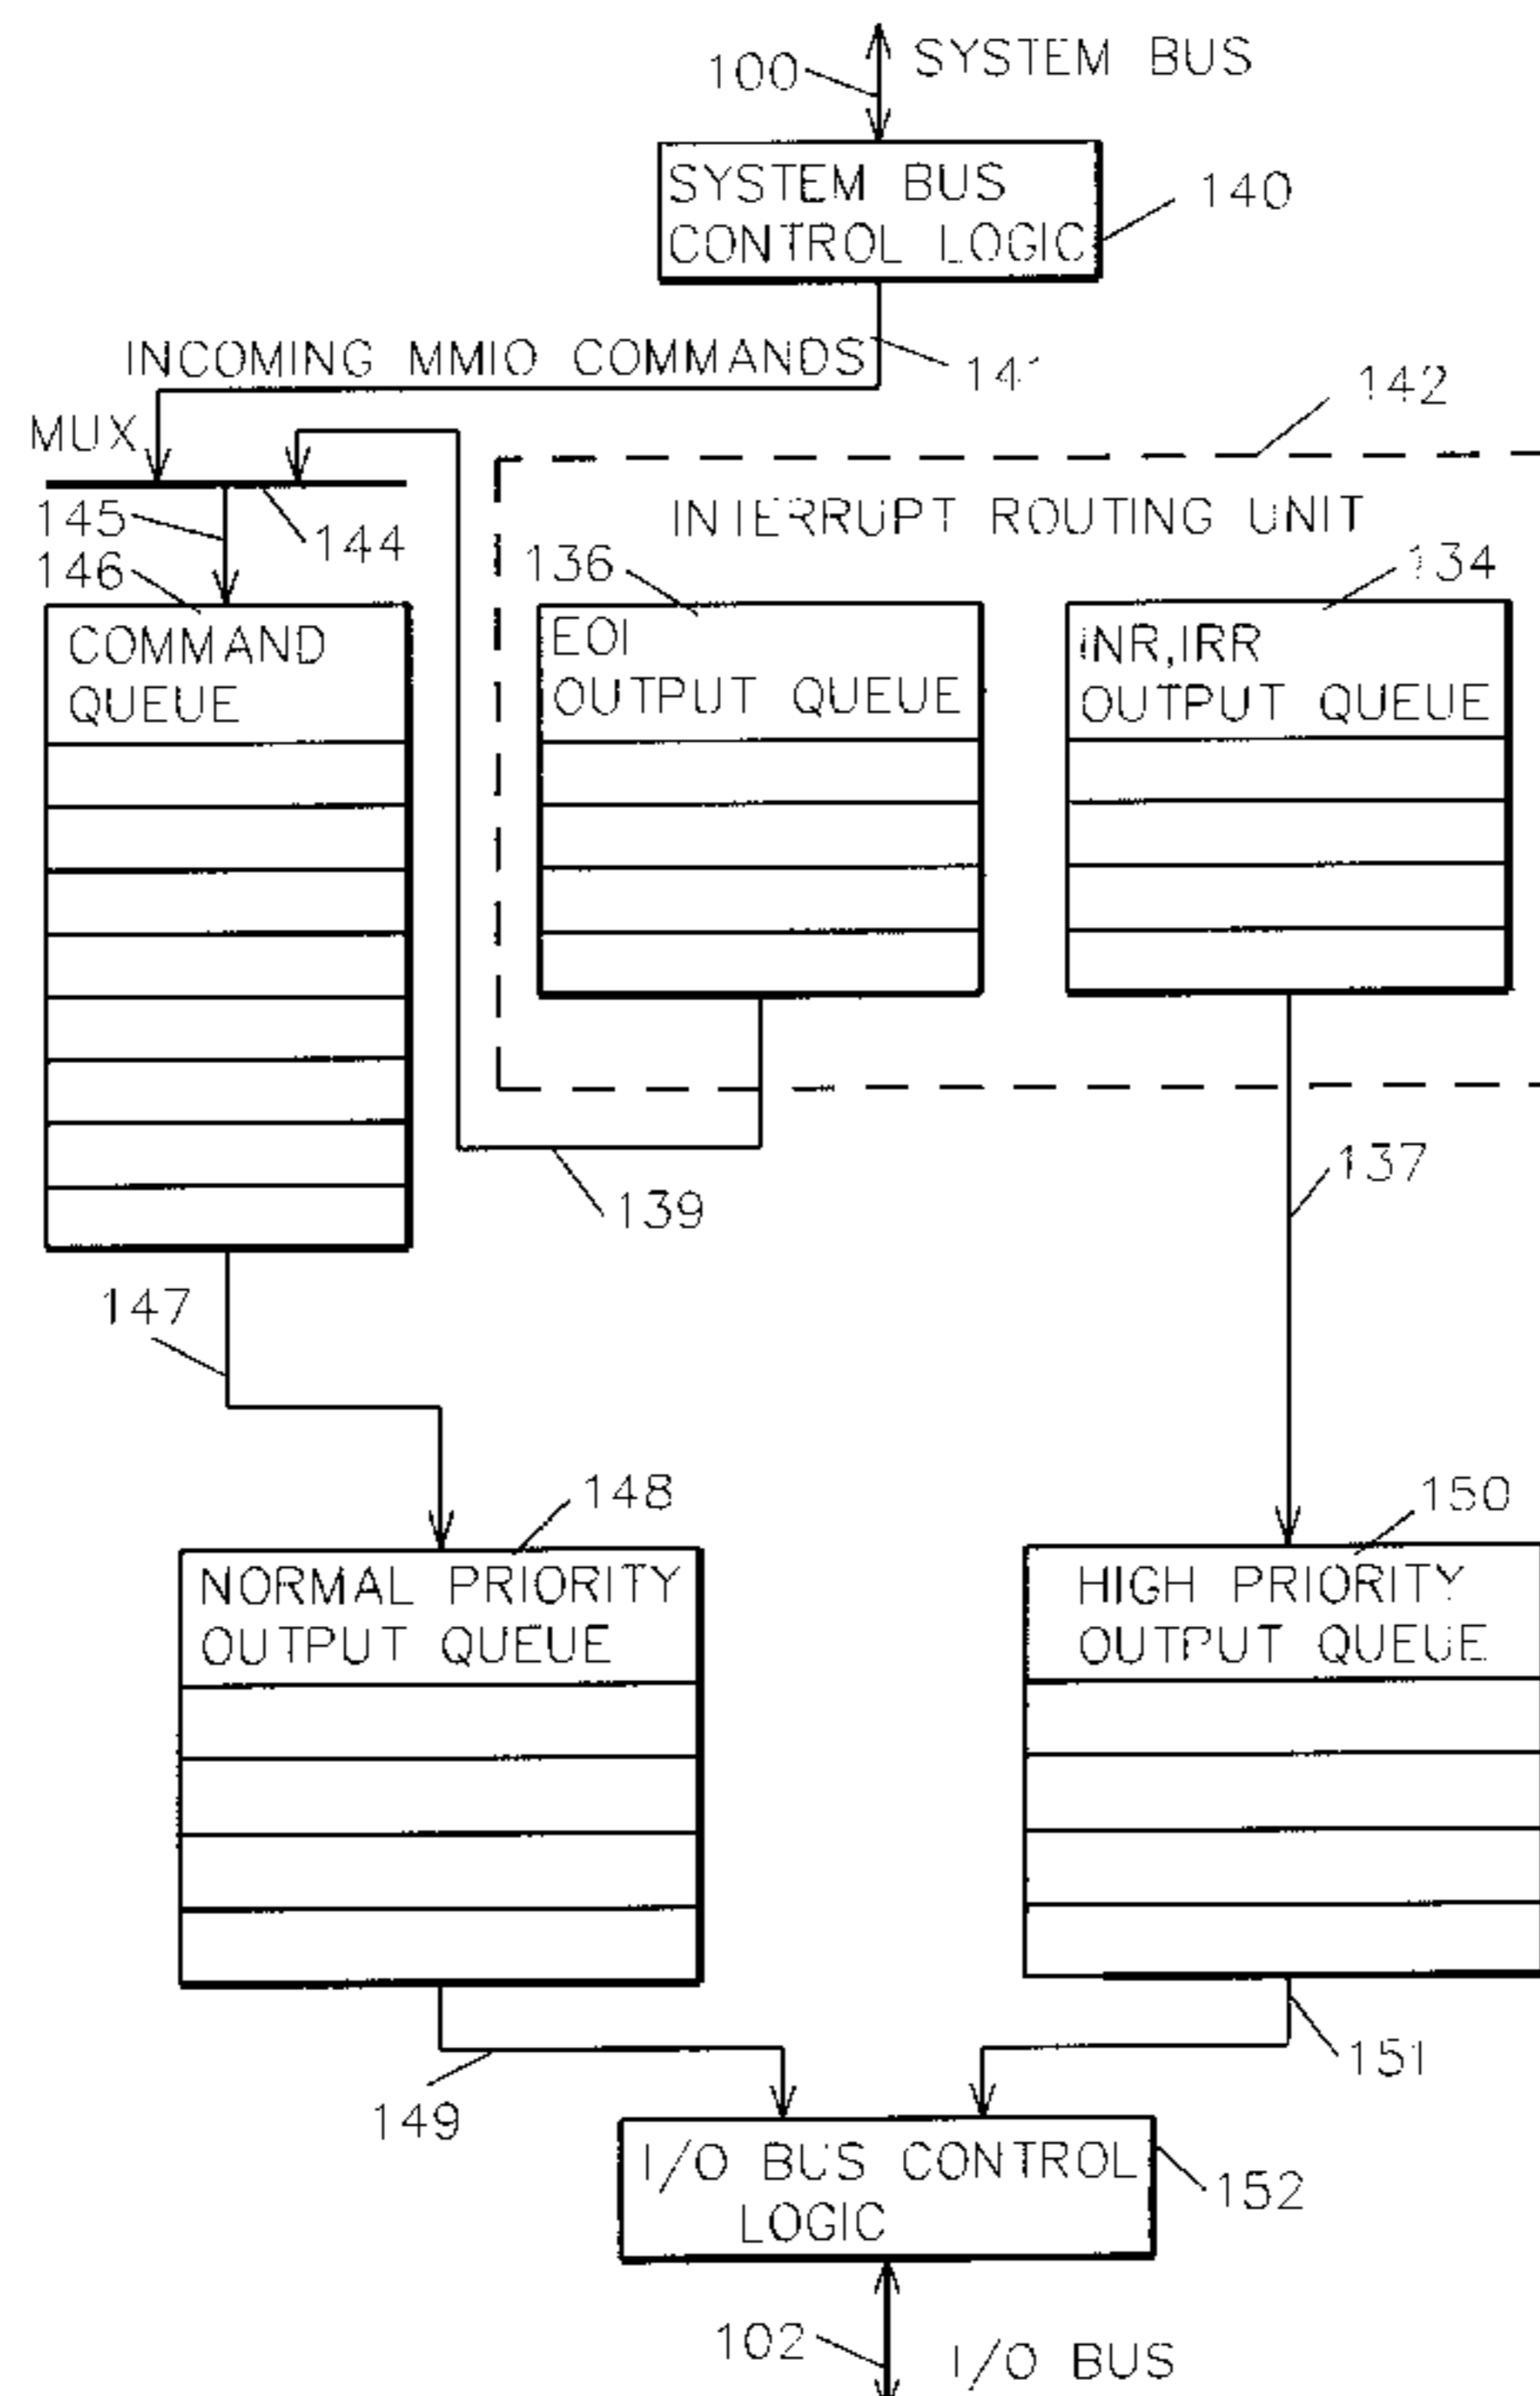 100
SYSTEM BUS
SYSTEM BUS
CONTROL LOGIC
140
INCOMING MMIO COMMANDS
141
142
MUX
145
144
INTERRUPT ROUTING UNIT
146
136
134
COMMAND
QUEUE
EOI
OUTPUT QUEUE
INR,IRR
OUTPUT QUEUE
139
137
147
148
150
NORMAL PRIORITY
OUTPUT QUEUE
HIGH PRIORITY
OUTPUT QUEUE
149
151
I/O BUS CONTROL
LOGIC
152
102
I/O BUS